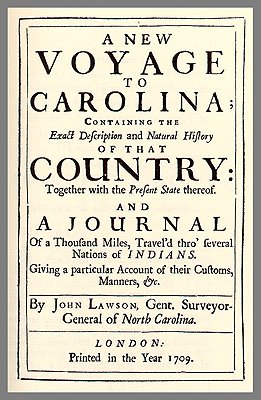 A NEW
VOYAGE
TO
CAROLINA;
CONTAINING THE
Exact Description and Natural History
OF THAT
COUNTRY:
Together with the Present State thereof.
AND
A JOURNAL
Of a Thousand Miles, Travel'd thro' several
Nations of INDIANS.
Giving a particular Account of their Customs,
Manners, &c.
By JOHN LAWSON, Gent. Surveyor-
General of North Carolina.
LONDON:
Printed in the Year 1709.